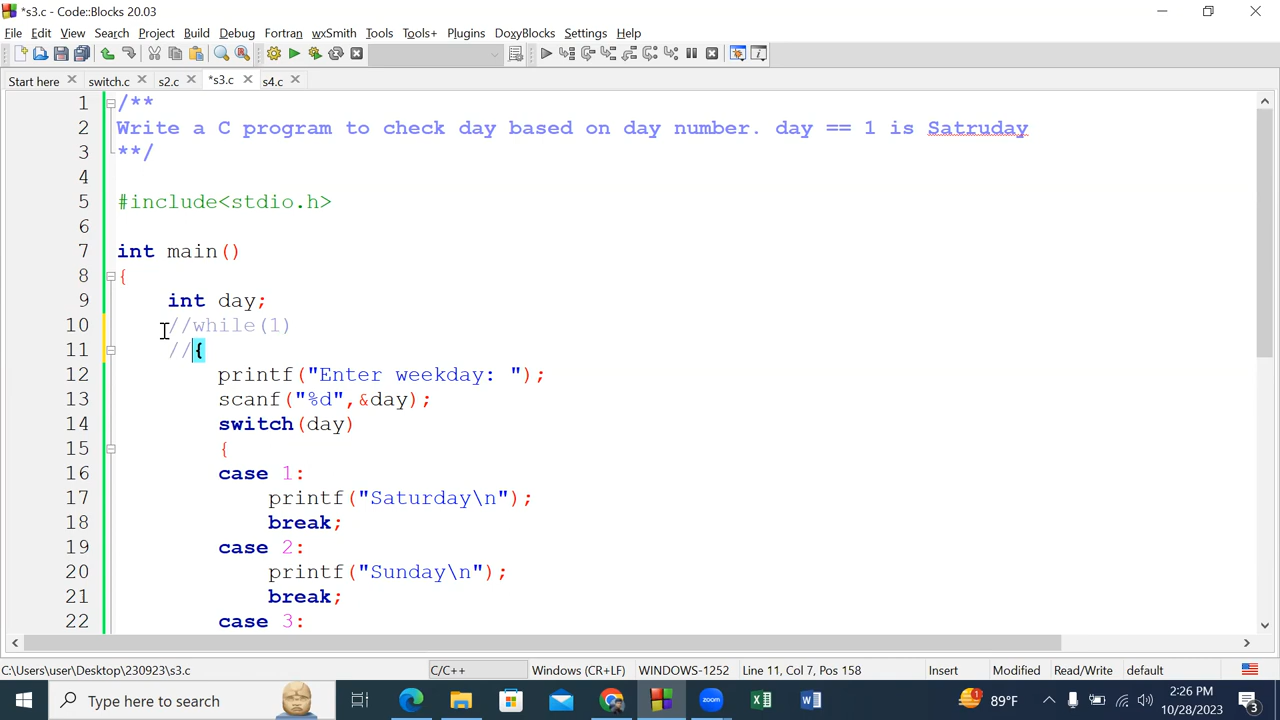 *s3.c - Code::Blocks 20.03
File Edit View Search Project Build Debug Fortran wxSmith Tools Tools+ Plugins DoxyBlocks Settings Help
Start here switch.c s2.c *s3.c s4.c
1 /**
2 Write a C program to check day based on day number. day == 1 is Satruday
3 **/
4
5 #include<stdio.h>
6
7 int main()
8 {
9 int day;
10 //while(1)
11 //{
12 printf("Enter weekday: ");
13 scanf("%d",&day);
14 switch(day)
15 {
16 case 1:
17 printf("Saturday\n");
18 break;
19 case 2:
20 printf("Sunday\n");
21 break;
22 case 3:
C:\Users\user\Desktop\230923\s3.c C/C++ Windows (CR+LF) WINDOWS-1252 Line 11, Col 7, Pos 158 Insert Modified Read/Write default
Type here to search 1 89°F 2:26 PM
10/28/2023 3